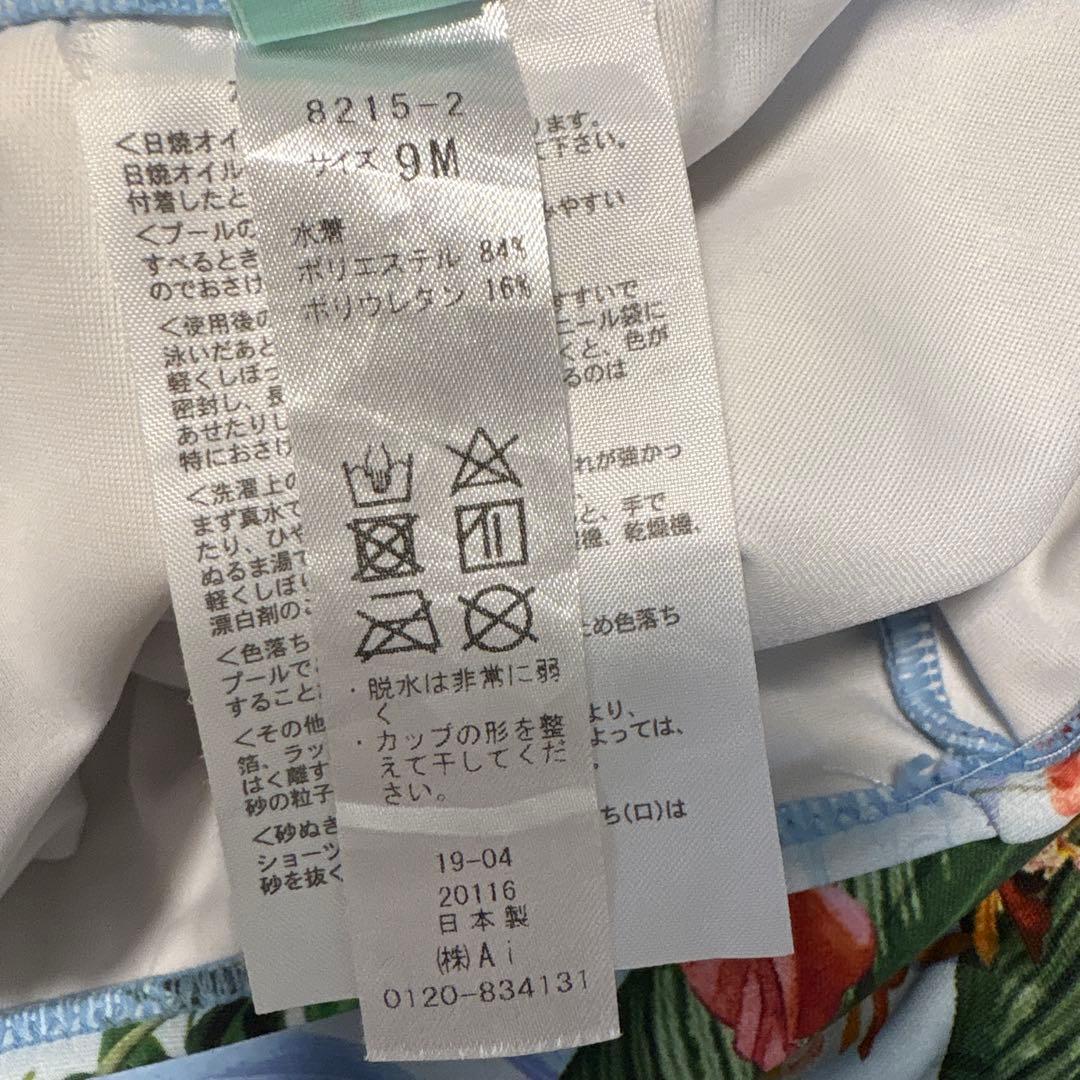 8215-2
サイズ 9M
水着
ポリエステル 84%
ポリウレタン 16%
・脱水は非常に弱
く
・カップの形を整
えて干してくだ
さい。
19-04
20116
日本製
(株)Ai
0120-834131
<日焼オイ
日焼オイル
付着したと
<プールの
すべるとき
のでおさけ
<使用後の
泳いだあと
軽くしぼっ
密封し、長
あせたりし
特におさけ
<洗濯上の
まず真水で
たり、ひや
ぬるま湯で
軽くしぼり
漂白剤のご
<色落ち
プールで
すること
<その他
箔、ラッ
はく離す
砂の粒子
<砂ぬき
ショーツ
砂を抜く
ります。
下さい。
みやすい
すすいで
ニール袋に
くと、色が
るのは
れが強かっ
と、手で
機、乾燥機、
ため色落ち
より、
よっては、
ち(ロ)は